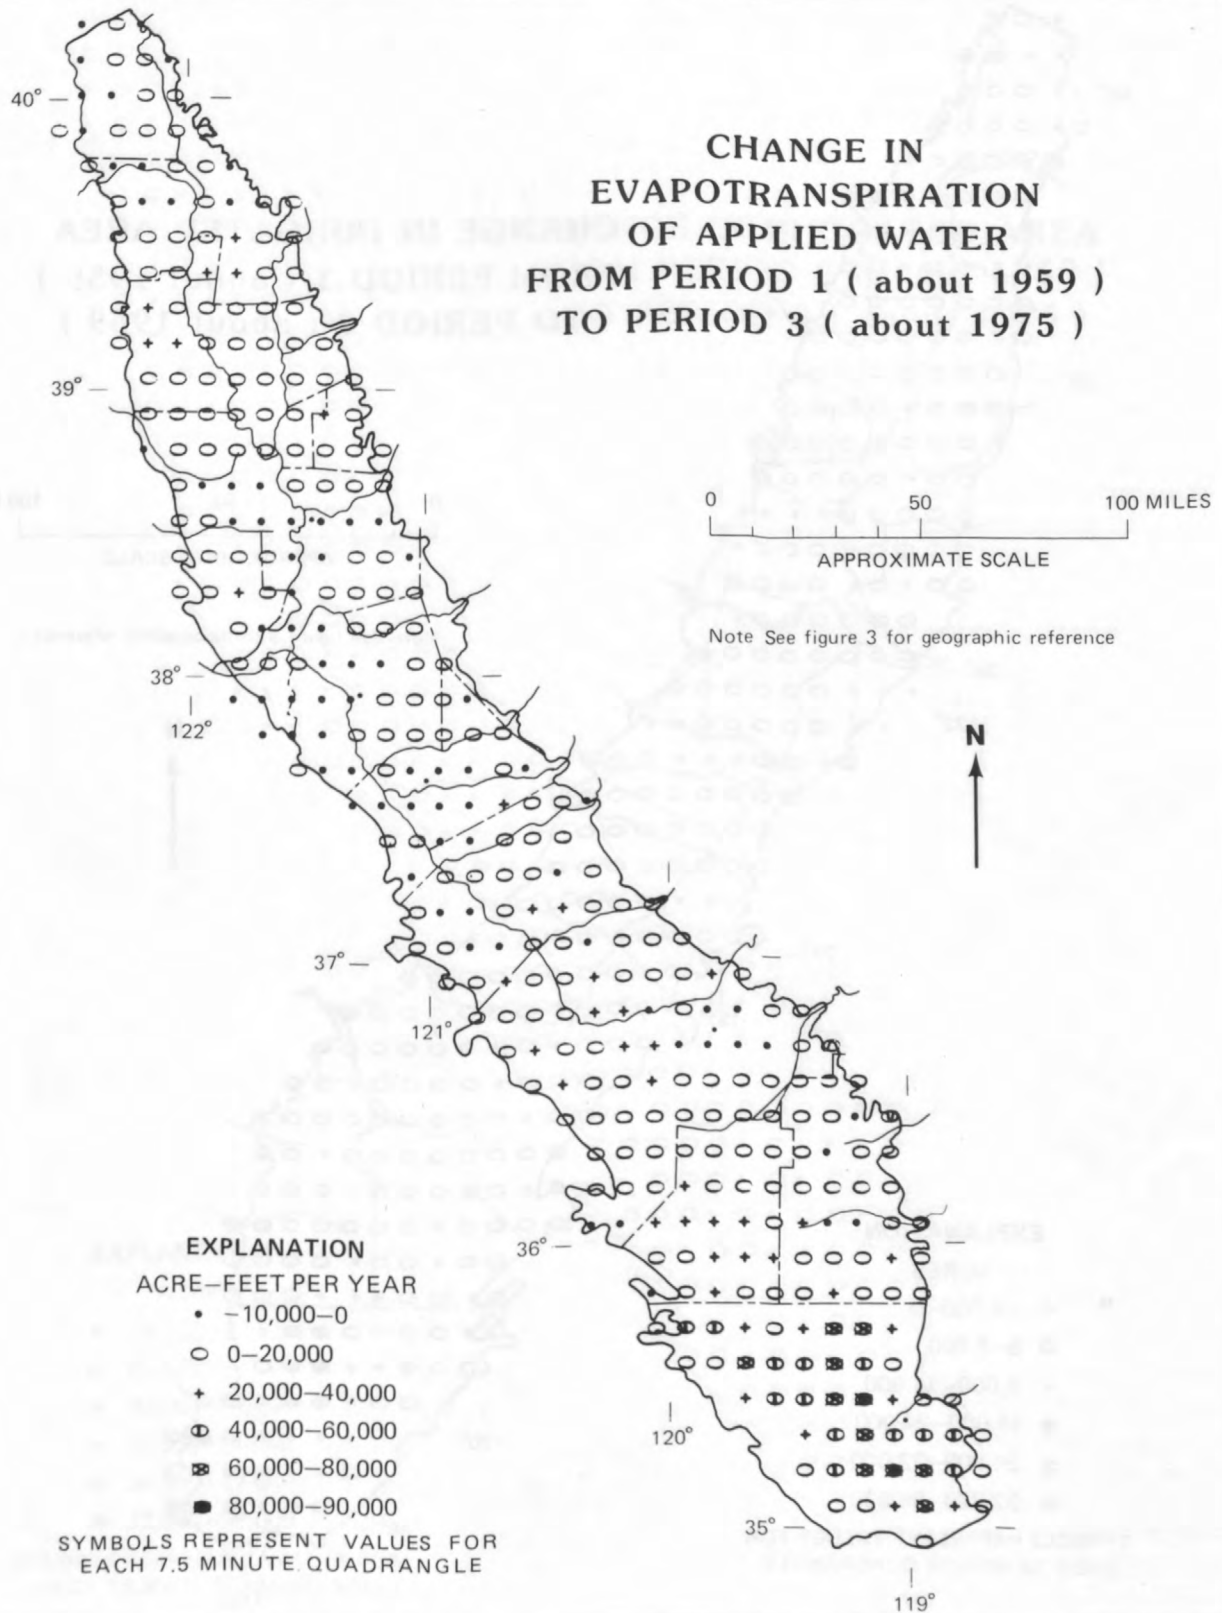 CHANGE IN
EVAPOTRANSPIRATION
OF APPLIED WATER
FROM PERIOD 1 ( about 1959 )
TO PERIOD 3 ( about 1975 )
40°
39°
0 50 100 MILES
APPROXIMATE SCALE
Note See figure 3 for geographic reference
38°
122°
N
37°
121°
36°
EXPLANATION
ACRE–FEET PER YEAR
–10,000–0
0–20,000
20,000–40,000
40,000–60,000
60,000–80,000
80,000–90,000
SYMBOLS REPRESENT VALUES FOR
EACH 7.5 MINUTE QUADRANGLE
120°
35°
119°